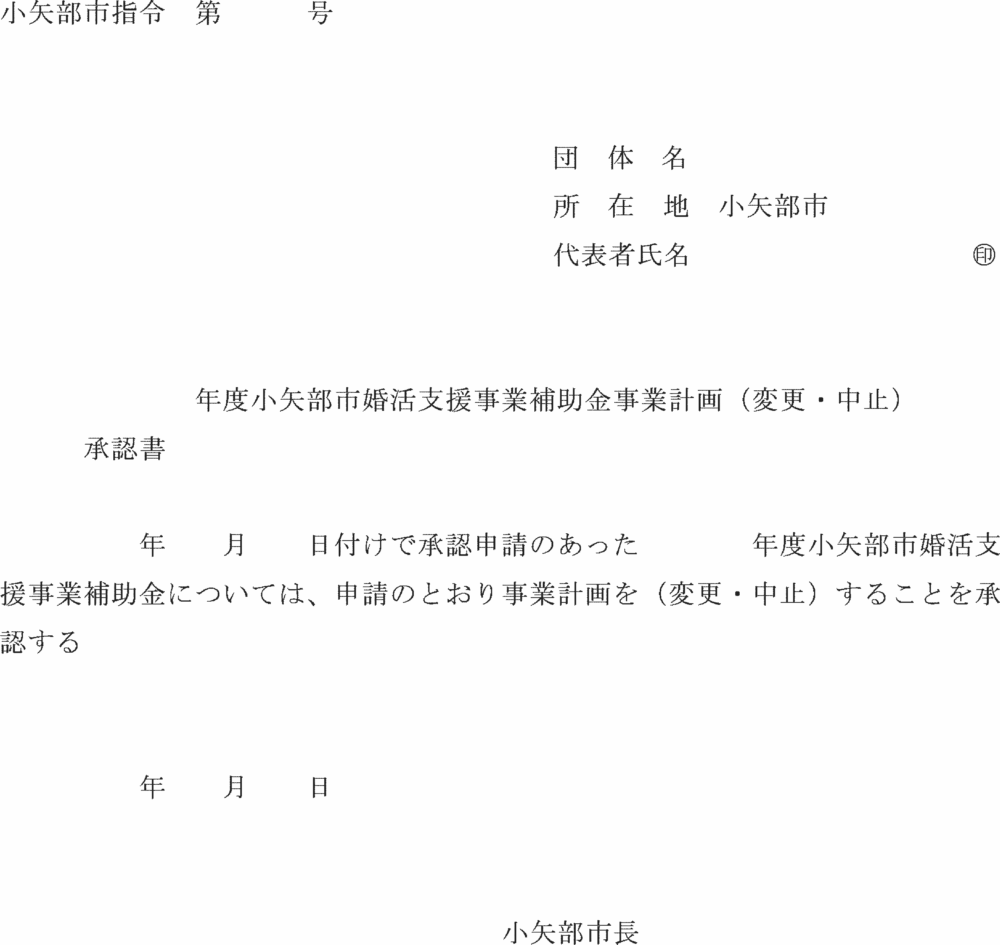 小矢部市指令　第　　　号
団　体　名
所　在　地　小矢部市
代表者氏名　　　　　　　　　　㊞
年度小矢部市婚活支援事業補助金事業計画（変更・中止）
承認書
年　　月　　日付けで承認申請のあった　　　　年度小矢部市婚活支
援事業補助金については、申請のとおり事業計画を（変更・中止）することを承
認する
年　　月　　日
小矢部市長